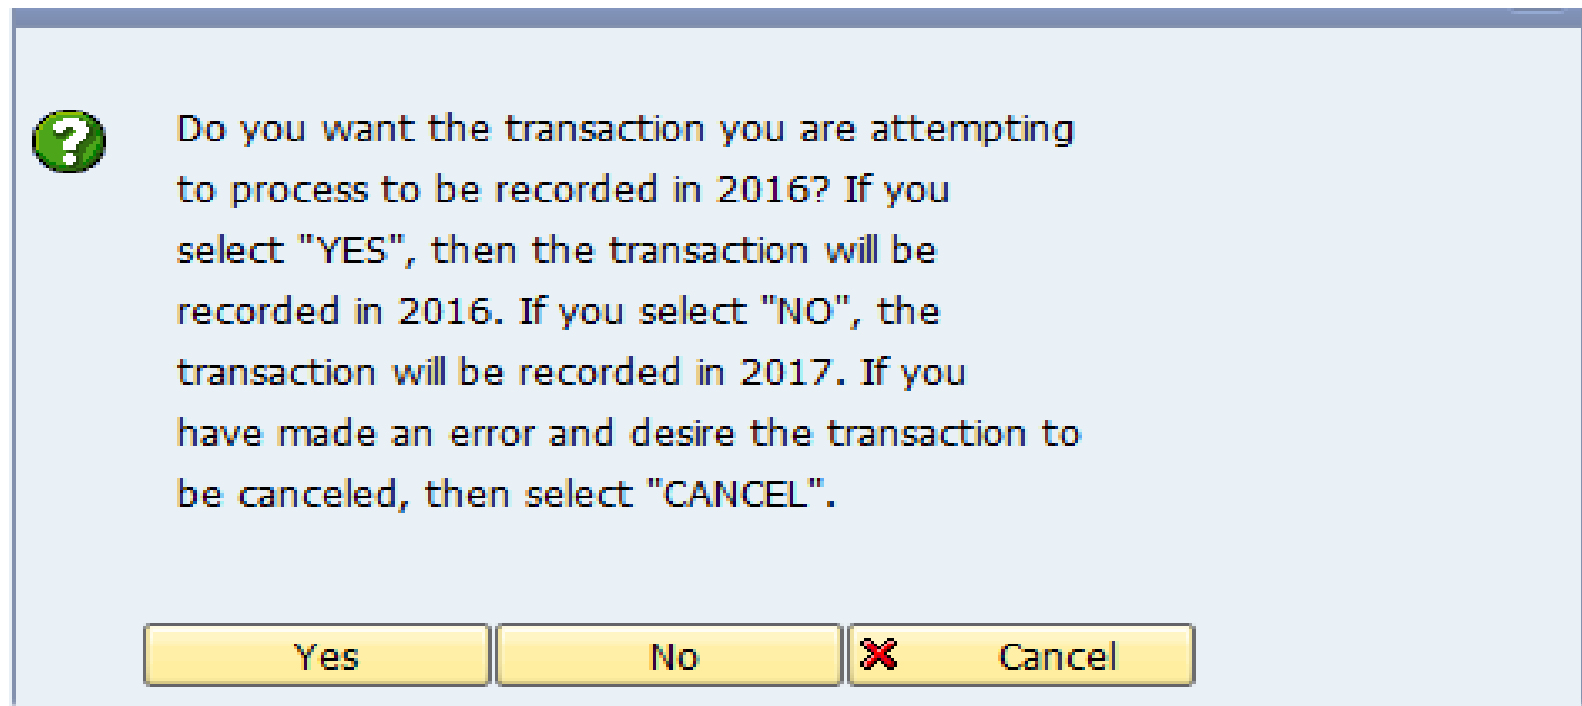 Do you want the transaction you are attempting
to process to be recorded in 2016? If you
select "YES", then the transaction will be
recorded in 2016. If you select "NO", the
transaction will be recorded in 2017. If you
have made an error and desire the transaction to
be canceled, then select "CANCEL".
Yes No Cancel